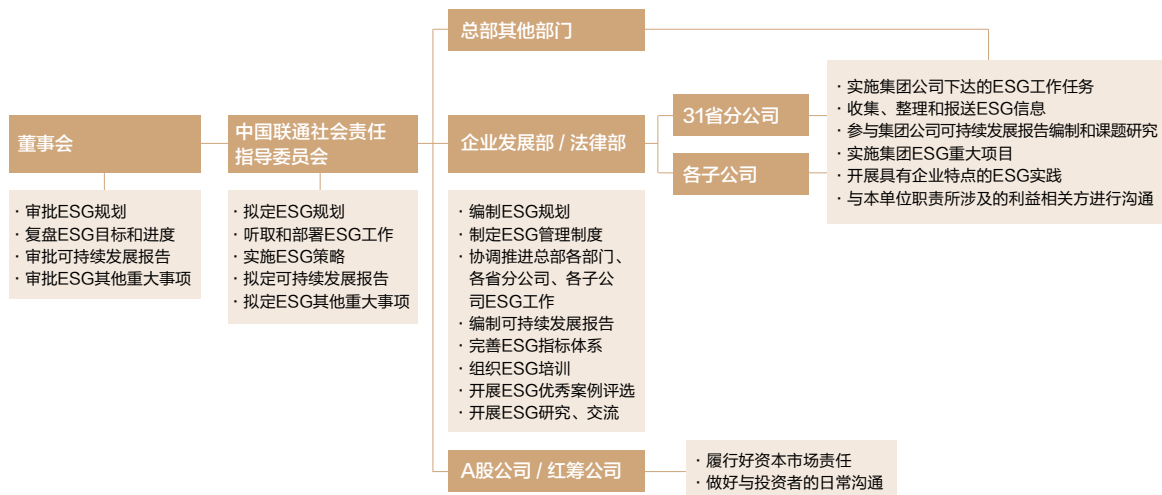 总部其他部门
董事会
中国联通社会责任
指导委员会
企业发展部 / 法律部
31省分公司
各子公司
· 实施集团公司下达的ESG工作任务
· 收集、整理和报送ESG信息
· 参与集团公司可持续发展报告编制和课题研究
· 实施集团ESG重大项目
· 开展具有企业特点的ESG实践
· 与本单位职责所涉及的利益相关方进行沟通
· 审批ESG规划
· 复盘ESG目标和进度
· 审批可持续发展报告
· 审批ESG其他重大事项
· 拟定ESG规划
· 听取和部署ESG工作
· 实施ESG策略
· 拟定可持续发展报告
· 拟定ESG其他重大事项
· 编制ESG规划
· 制定ESG管理制度
· 协调推进总部各部门、
各省分公司、各子公
司ESG工作
· 编制可持续发展报告
· 完善ESG指标体系
· 组织ESG培训
· 开展ESG优秀案例评选
· 开展ESG研究、交流
A股公司 / 红筹公司
· 履行好资本市场责任
· 做好与投资者的日常沟通